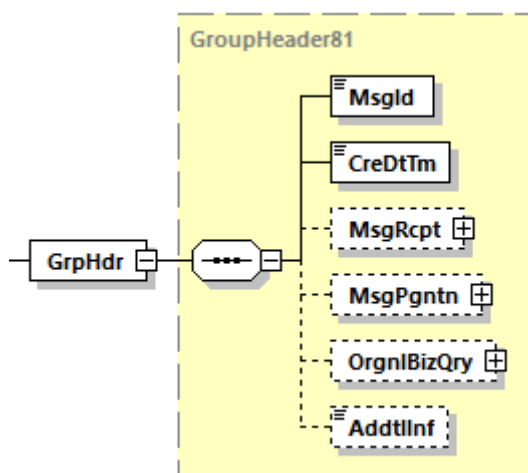 GroupHeader81
MsgId
CreDtTm
MsgRcpt
GrpHdr
MsgPgntn
OrgnlBizQry
AddtlInf